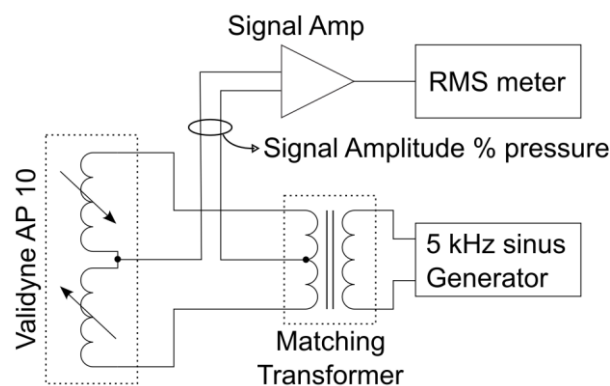 Signal Amp
RMS meter
Signal Amplitude % pressure
Validyne AP 10
5 kHz sinus
Generator
Matching
Transformer